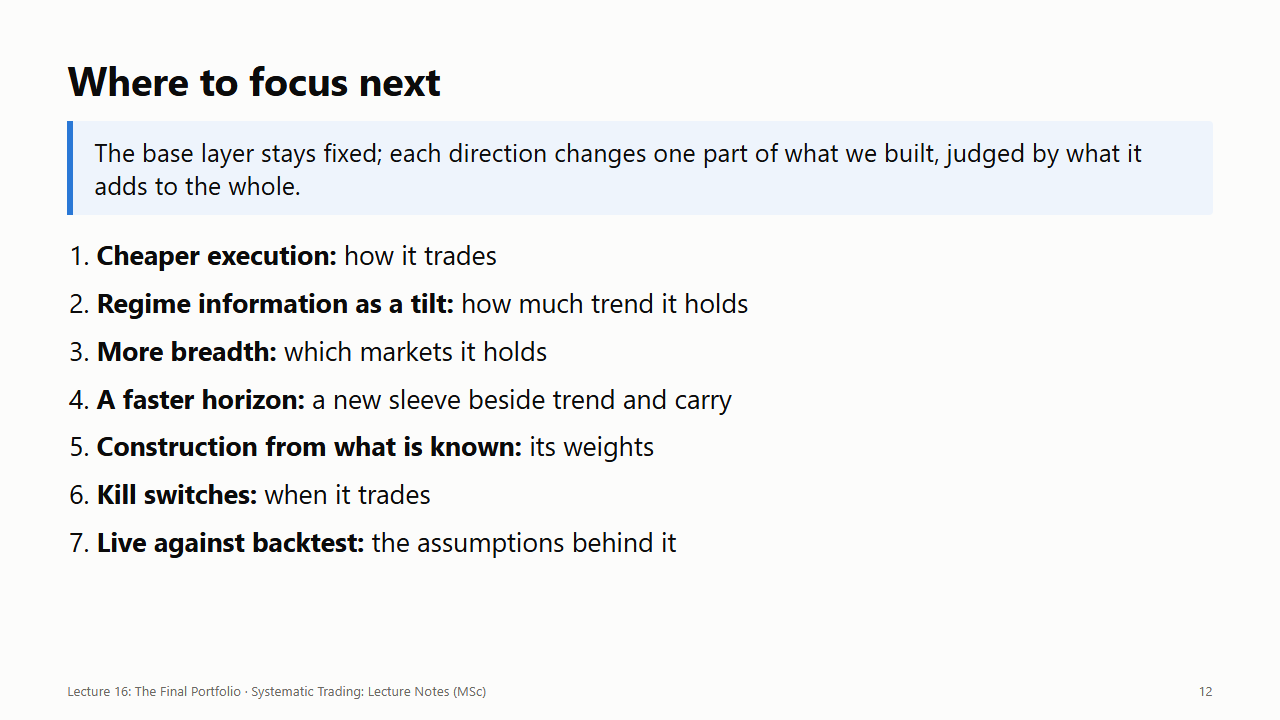 Where to focus next
The base layer stays fixed; each direction changes one part of what we built, judged by what it
adds to the whole.
1. Cheaper execution: how it trades
2. Regime information as a tilt: how much trend it holds
3. More breadth: which markets it holds
4. A faster horizon: a new sleeve beside trend and carry
5. Construction from what is known: its weights
6. Kill switches: when it trades
7. Live against backtest: the assumptions behind it
Lecture 16: The Final Portfolio · Systematic Trading: Lecture Notes (MSc)
12